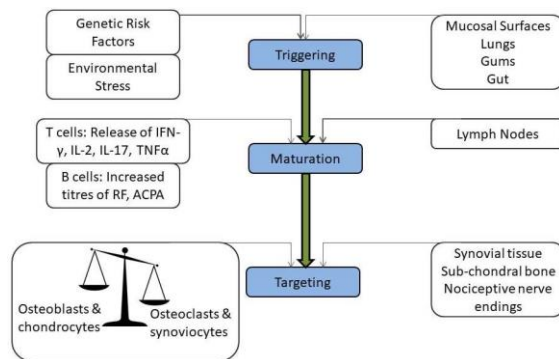 Genetic Risk
Factors
Environmental
Stress
Triggering
Mucosal Surfaces
Lungs
Gums
Gut
T cells: Release of IFN-
γ, IL-2, IL-17, TNFα
B cells: Increased
titres of RF, ACPA
Maturation
Lymph Nodes
Osteoblasts &
chondrocytes
Osteoclasts &
synoviocytes
Targeting
Synovial tissue
Sub-chondral bone
Nociceptive nerve
endings